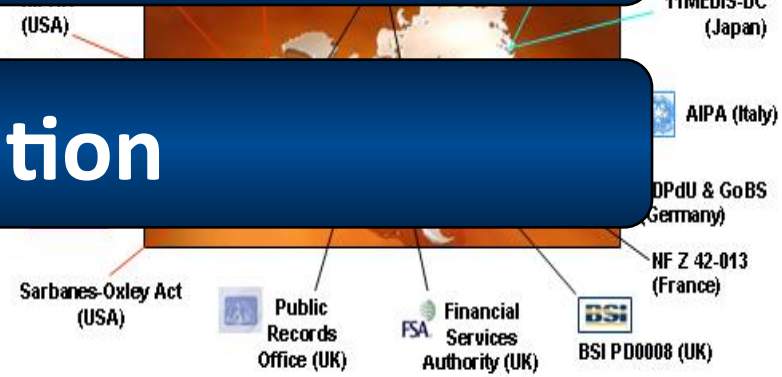 (USA)
11MEDIS-DC
(Japan)
tion
AIPA (Italy)
DPdU & GoBS
(Germany)
NF Z 42-013
(France)
Sarbanes-Oxley Act
(USA)
Public
Records
Office (UK)
FSA
Financial
Services
Authority (UK)
BSI
BSI PD0008 (UK)